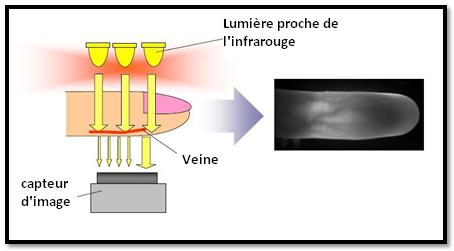 Lumière proche de
l'infrarouge
Veine
capteur
d'image